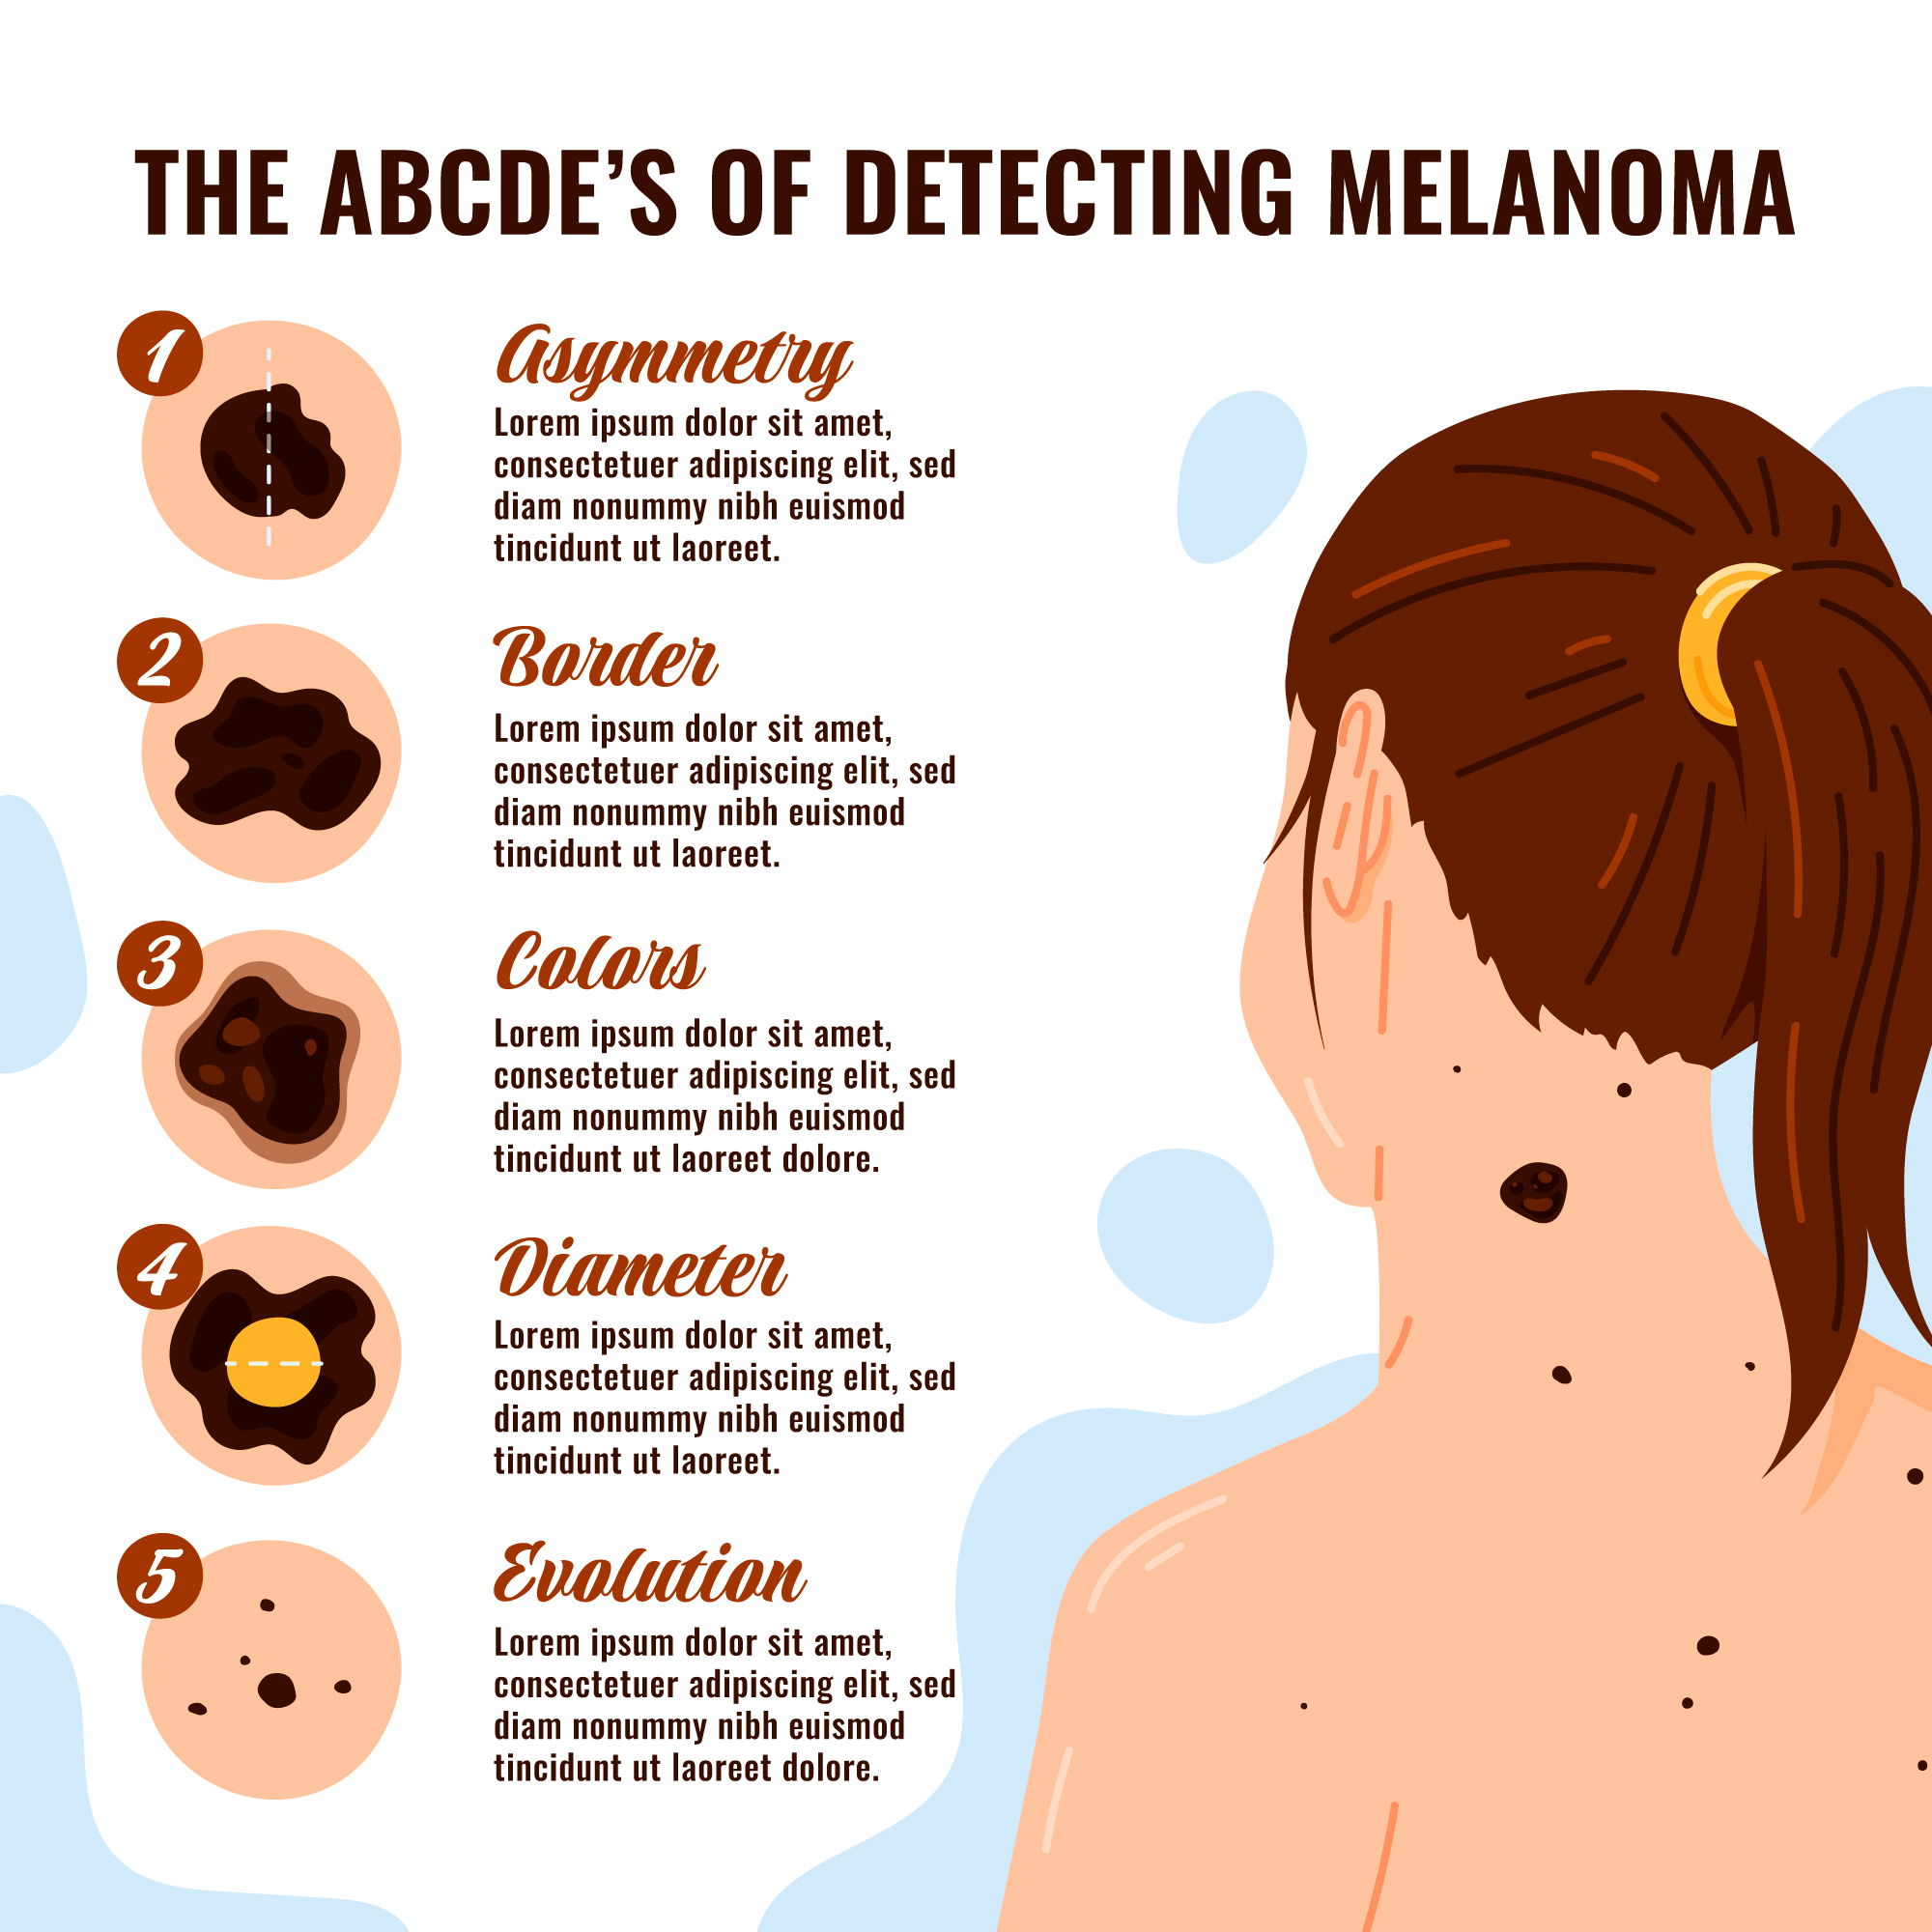 THE ABCDE’S OF DETECTING MELANOMA
1
Asymmetry
Lorem ipsum dolor sit amet,
consectetuer adipiscing elit, sed
diam nonummy nibh euismod
tincidunt ut laoreet.
2
Border
Lorem ipsum dolor sit amet,
consectetuer adipiscing elit, sed
diam nonummy nibh euismod
tincidunt ut laoreet.
3
Colors
Lorem ipsum dolor sit amet,
consectetuer adipiscing elit, sed
diam nonummy nibh euismod
tincidunt ut laoreet dolore.
4
Diameter
Lorem ipsum dolor sit amet,
consectetuer adipiscing elit, sed
diam nonummy nibh euismod
tincidunt ut laoreet.
5
Evolution
Lorem ipsum dolor sit amet,
consectetuer adipiscing elit, sed
diam nonummy nibh euismod
tincidunt ut laoreet dolore.